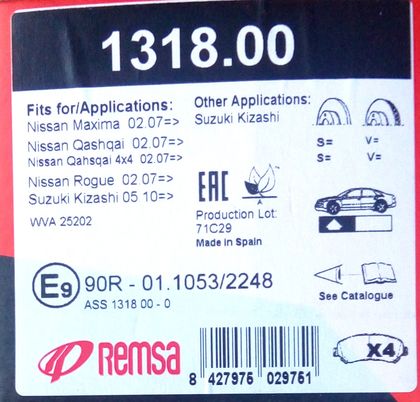 1318.00
Fits for/Applications:
Nissan Maxima 02.07=>
Nissan Qashqai 02.07=>
Nissan Qahsqai 4x4 02.07=>
Nissan Rogue 02.07=>
Suzuki Kizashi 05 10=>
WVA 25202
Other Applications:
Suzuki Kizashi
S= V=
S= V=
EAC
Production Lot:
71C29
Made in Spain
See Catalogue
E9 90R - 01.1053/2248
ASS 1318 00 - 0
REMSA
X4
8 427975 029751